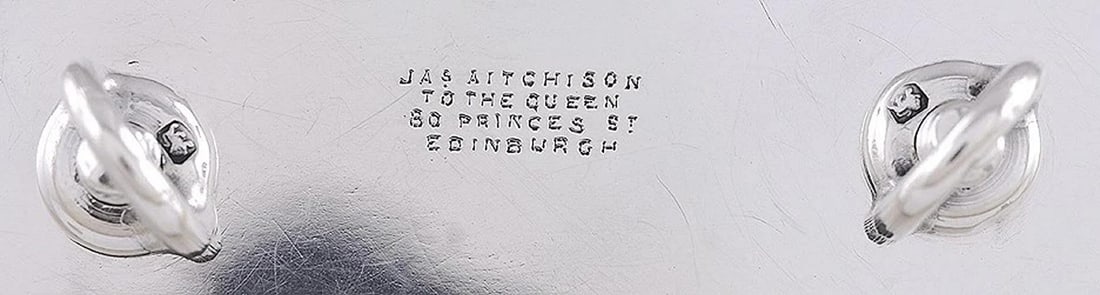 JAS AITCHISON
TO THE QUEEN
80 PRINCES ST
EDINBURGH